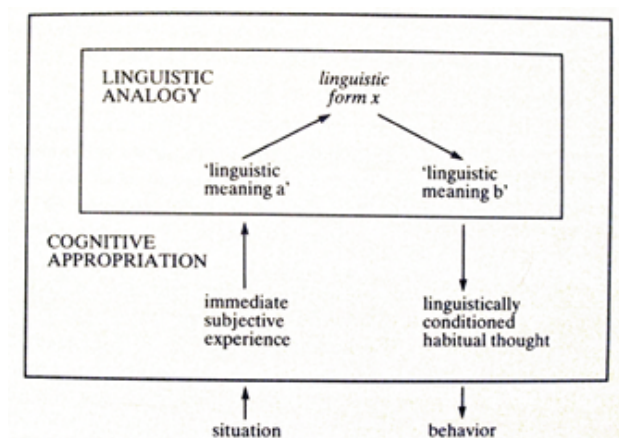 LINGUISTIC
ANALOGY
linguistic
form x
'linguistic
meaning a'
'linguistic
meaning b'
COGNITIVE
APPROPRIATION
immediate
subjective
experience
linguistically
conditioned
habitual thought
situation
behavior